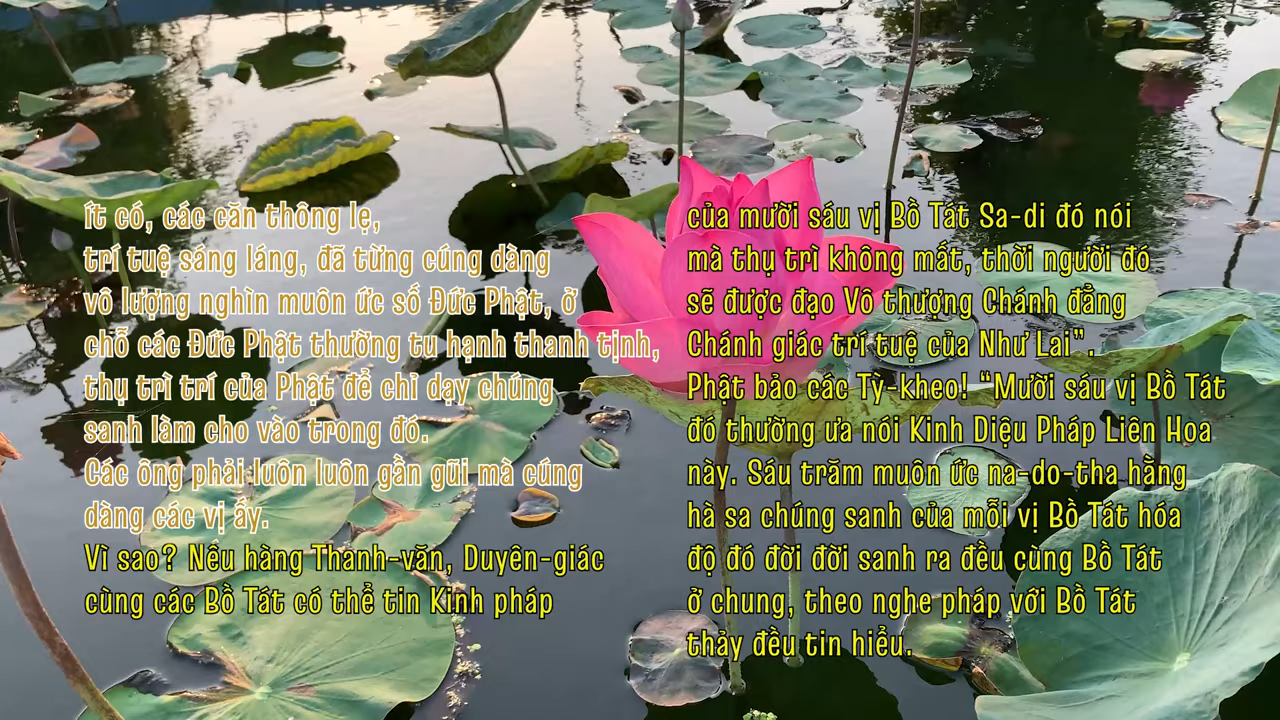 ít có, các căn thông lẹ,
trí tuệ sáng láng, đã từng cúng dàng
vô lượng nghìn muôn ức số Đức Phật, ở
chỗ các Đức Phật thường tu hạnh thanh tịnh,
thụ trì trí của Phật để chỉ dạy chúng
sanh làm cho vào trong đó.
Các ông phải luôn luôn gần gũi mà cúng
dàng các vị ấy.
Vì sao? Nếu hàng Thanh-văn, Duyên-giác
cùng các Bồ Tát có thể tin Kinh pháp
của mười sáu vị Bồ Tát Sa-di đó nói
mà thụ trì không mất, thời người đó
sẽ được đạo Vô thượng Chánh đẳng
Chánh giác trí tuệ của Như Lai”.
Phật bảo các Tỳ-kheo! “Mười sáu vị Bồ Tát
đó thường ưa nói Kinh Diệu Pháp Liên Hoa
này. Sáu trăm muôn ức na-do-tha hằng
hà sa chúng sanh của mỗi vị Bồ Tát hóa
độ đó đời đời sanh ra đều cùng Bồ Tát
ở chung, theo nghe pháp với Bồ Tát
thảy đều tin hiểu.